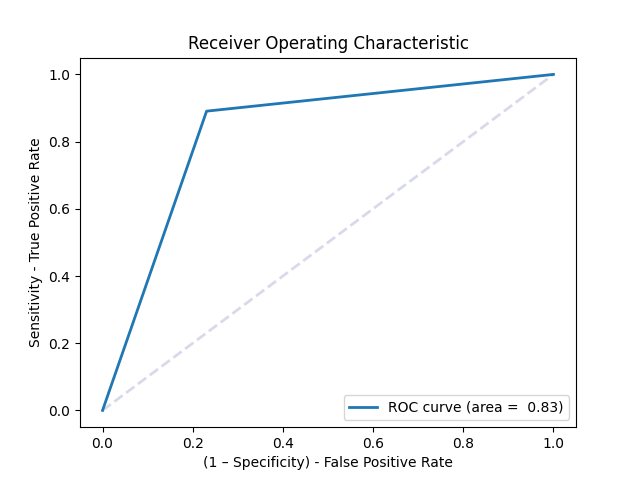 Receiver Operating Characteristic
1.0
0.8
0.6
0.4
0.2
0.0
Sensitivity - True Positive Rate
ROC curve (area =  0.83)
0.0 0.2 0.4 0.6 0.8 1.0
(1 – Specificity) - False Positive Rate